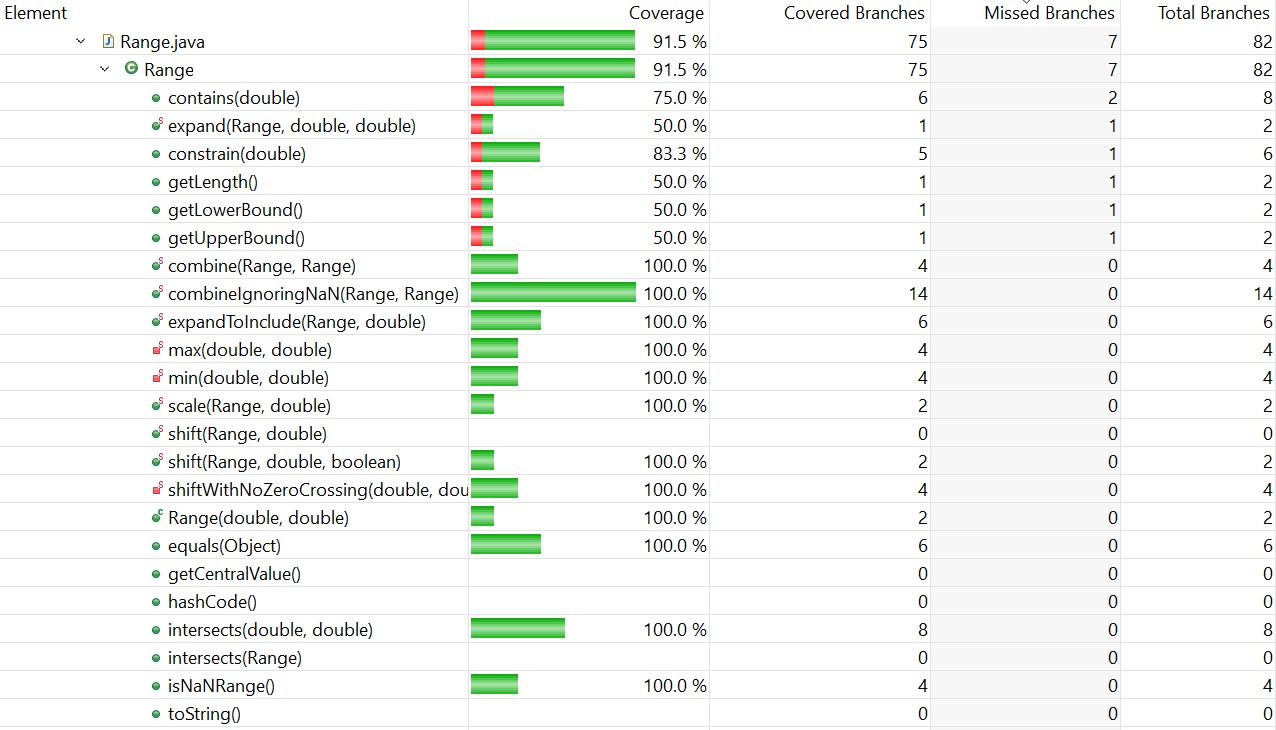 Element Coverage Covered Branches Missed Branches Total Branches
Range.java 91.5 % 75 7 82
Range 91.5 % 75 7 82
contains(double) 75.0 % 6 2 8
expand(Range, double, double) 50.0 % 1 1 2
constrain(double) 83.3 % 5 1 6
getLength() 50.0 % 1 1 2
getLowerBound() 50.0 % 1 1 2
getUpperBound() 50.0 % 1 1 2
combine(Range, Range) 100.0 % 4 0 4
combineIgnoringNaN(Range, Range) 100.0 % 14 0 14
expandToInclude(Range, double) 100.0 % 6 0 6
max(double, double) 100.0 % 4 0 4
min(double, double) 100.0 % 4 0 4
scale(Range, double) 100.0 % 2 0 2
shift(Range, double) 0 0 0
shift(Range, double, boolean) 100.0 % 2 0 2
shiftWithNoZeroCrossing(double, dou 100.0 % 4 0 4
Range(double, double) 100.0 % 2 0 2
equals(Object) 100.0 % 6 0 6
getCentralValue() 0 0 0
hashCode() 0 0 0
intersects(double, double) 100.0 % 8 0 8
intersects(Range) 0 0 0
isNaNRange() 100.0 % 4 0 4
toString() 0 0 0